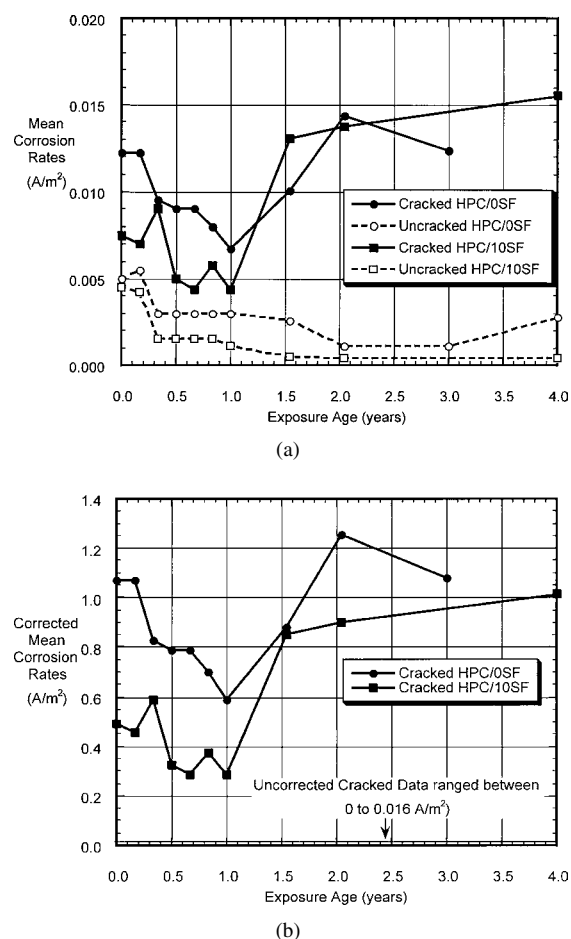 0.020
0.015
Mean
Corrosion
Rates
(A/m²)
0.010
Cracked HPC/0SF
Uncracked HPC/0SF
Cracked HPC/10SF
Uncracked HPC/10SF
0.005
0.000
0.0 0.5 1.0 1.5 2.0 2.5 3.0 3.5 4.0
Exposure Age (years)
(a)
1.4
1.2
1.0
Corrected
Mean
Corrosion
Rates
(A/m²)
0.8
0.6
Cracked HPC/0SF
Cracked HPC/10SF
0.4
0.2
Uncorrected Cracked Data ranged between
0 to 0.016 A/m²)
0.0
0.0 0.5 1.0 1.5 2.0 2.5 3.0 3.5 4.0
Exposure Age (years)
(b)